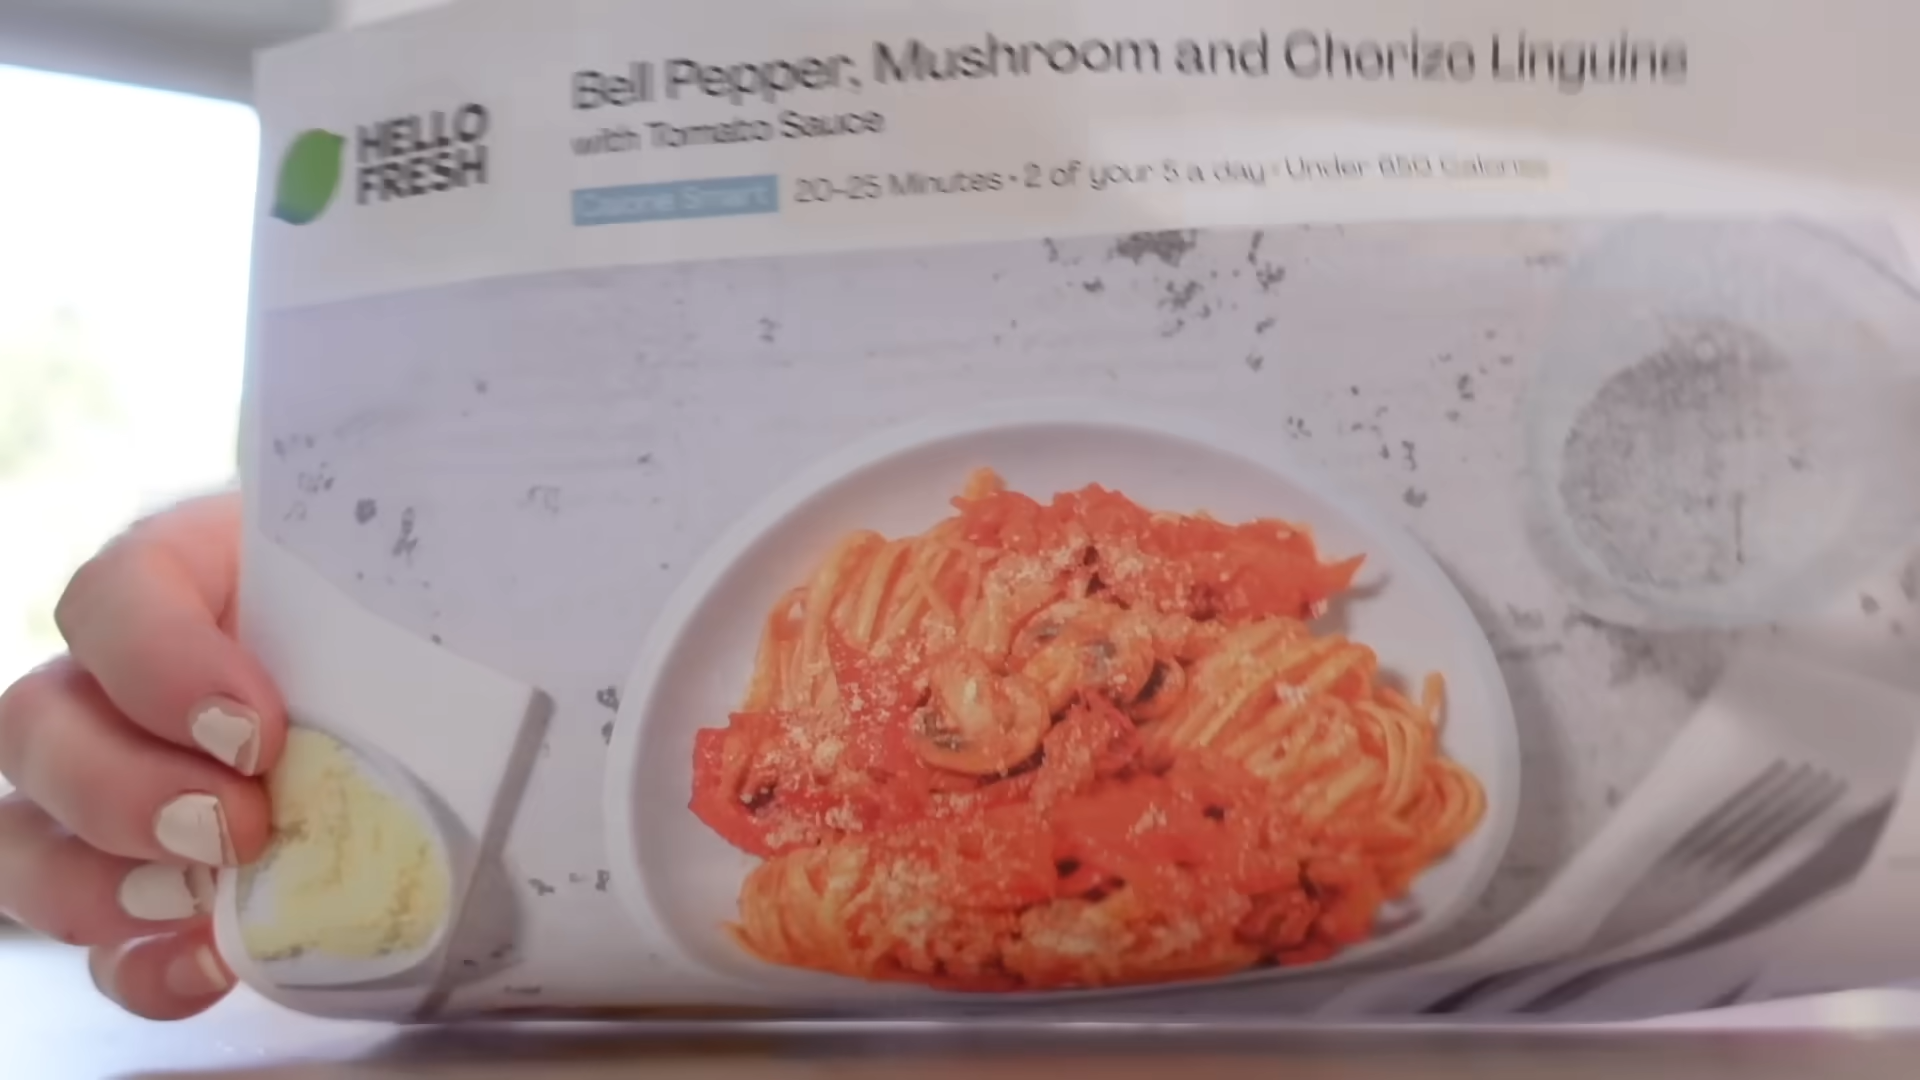 HELLO
FRESH
Bell Pepper, Mushroom and Chorizo Linguine
with Tomato Sauce
Calorie Smart 20-25 Minutes • 2 of your 5 a day • Under 650 Calories